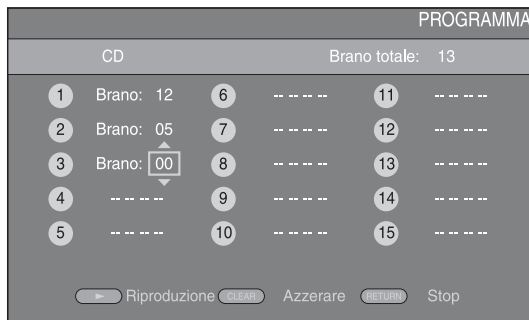 PROGRAMMA
CD Brano totale: 13
1 Brano: 12 6 -- -- -- -- 11 -- -- -- --
2 Brano: 05 7 -- -- -- -- 12 -- -- -- --
3 Brano: 00 8 -- -- -- -- 13 -- -- -- --
4 -- -- -- -- 9 -- -- -- -- 14 -- -- -- --
5 -- -- -- -- 10 -- -- -- -- 15 -- -- -- --
Riproduzione CLEAR Azzerare RETURN Stop